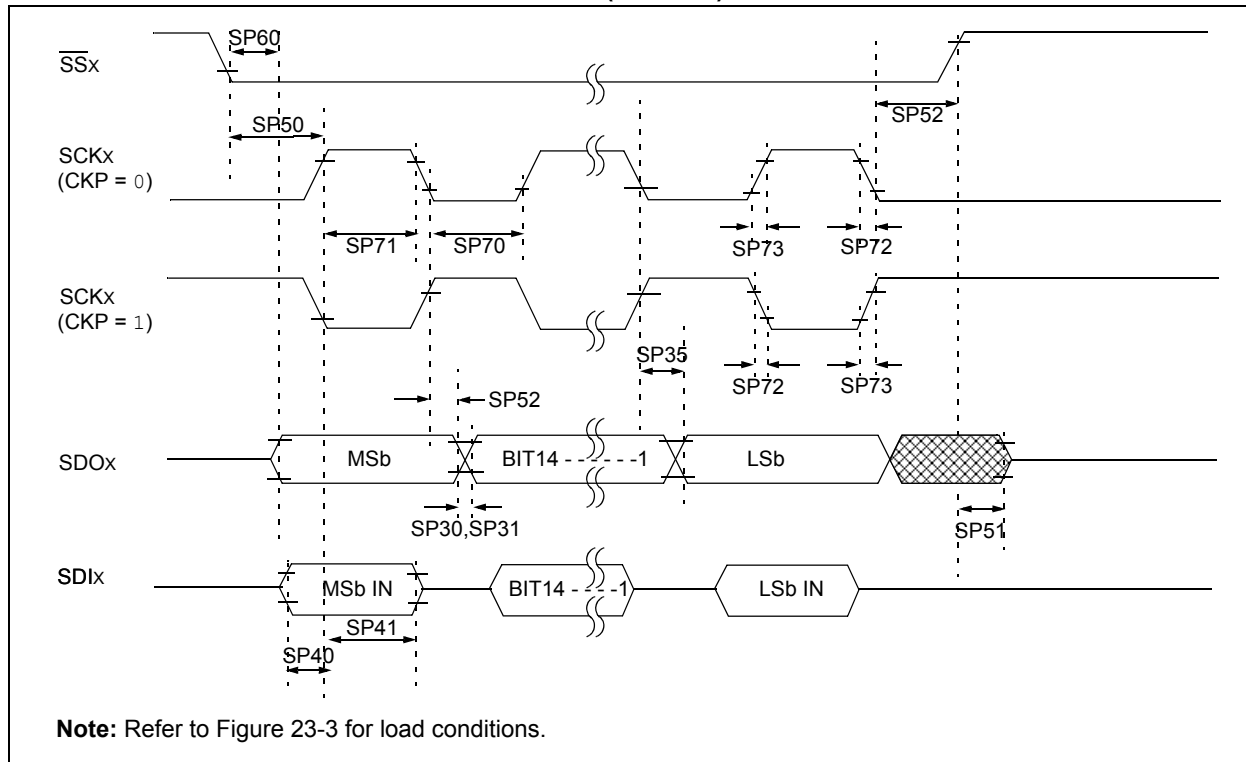 SP60
SSx
SP52
SP50
SCKx
(CKP = 0)
SP71
SP70
SP73
SP72
SCKx
(CKP = 1)
SP35
SP72
SP73
SP52
SDOx
MSb
BIT14 - - - - - -1
LSb
SP30,SP31
SP51
SDIx
MSb IN
BIT14 - - - - -1
LSb IN
SP41
SP40
Note: Refer to Figure 23-3 for load conditions.